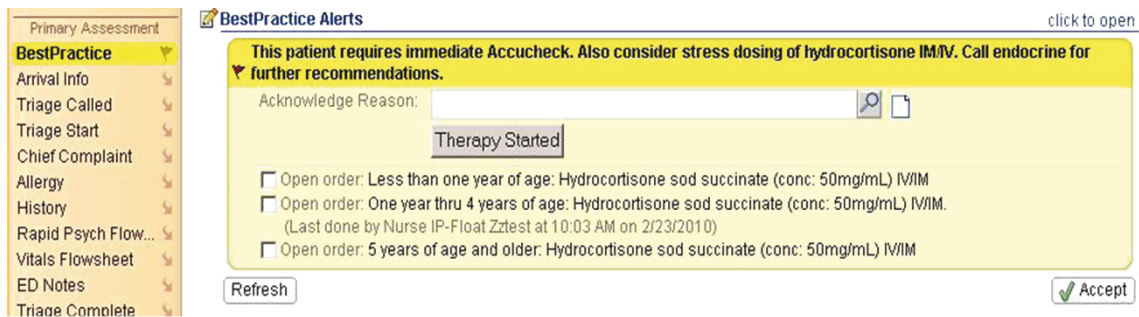 Primary Assessment
BestPractice
Arrival Info
Triage Called
Triage Start
Chief Complaint
Allergy
History
Rapid Psych Flow...
Vitals Flowsheet
ED Notes
Triage Complete
BestPractice Alerts
click to open
This patient requires immediate Accucheck. Also consider stress dosing of hydrocortisone IM/IV. Call endocrine for
further recommendations.
Acknowledge Reason:
Therapy Started
Open order: Less than one year of age: Hydrocortisone sod succinate (conc: 50mg/mL) IV/IM
Open order: One year thru 4 years of age: Hydrocortisone sod succinate (conc: 50mg/mL) IV/IM.
(Last done by Nurse IP-Float Zztest at 10:03 AM on 2/23/2010)
Open order: 5 years of age and older: Hydrocortisone sod succinate (conc: 50mg/mL) IV/IM
Refresh
Accept